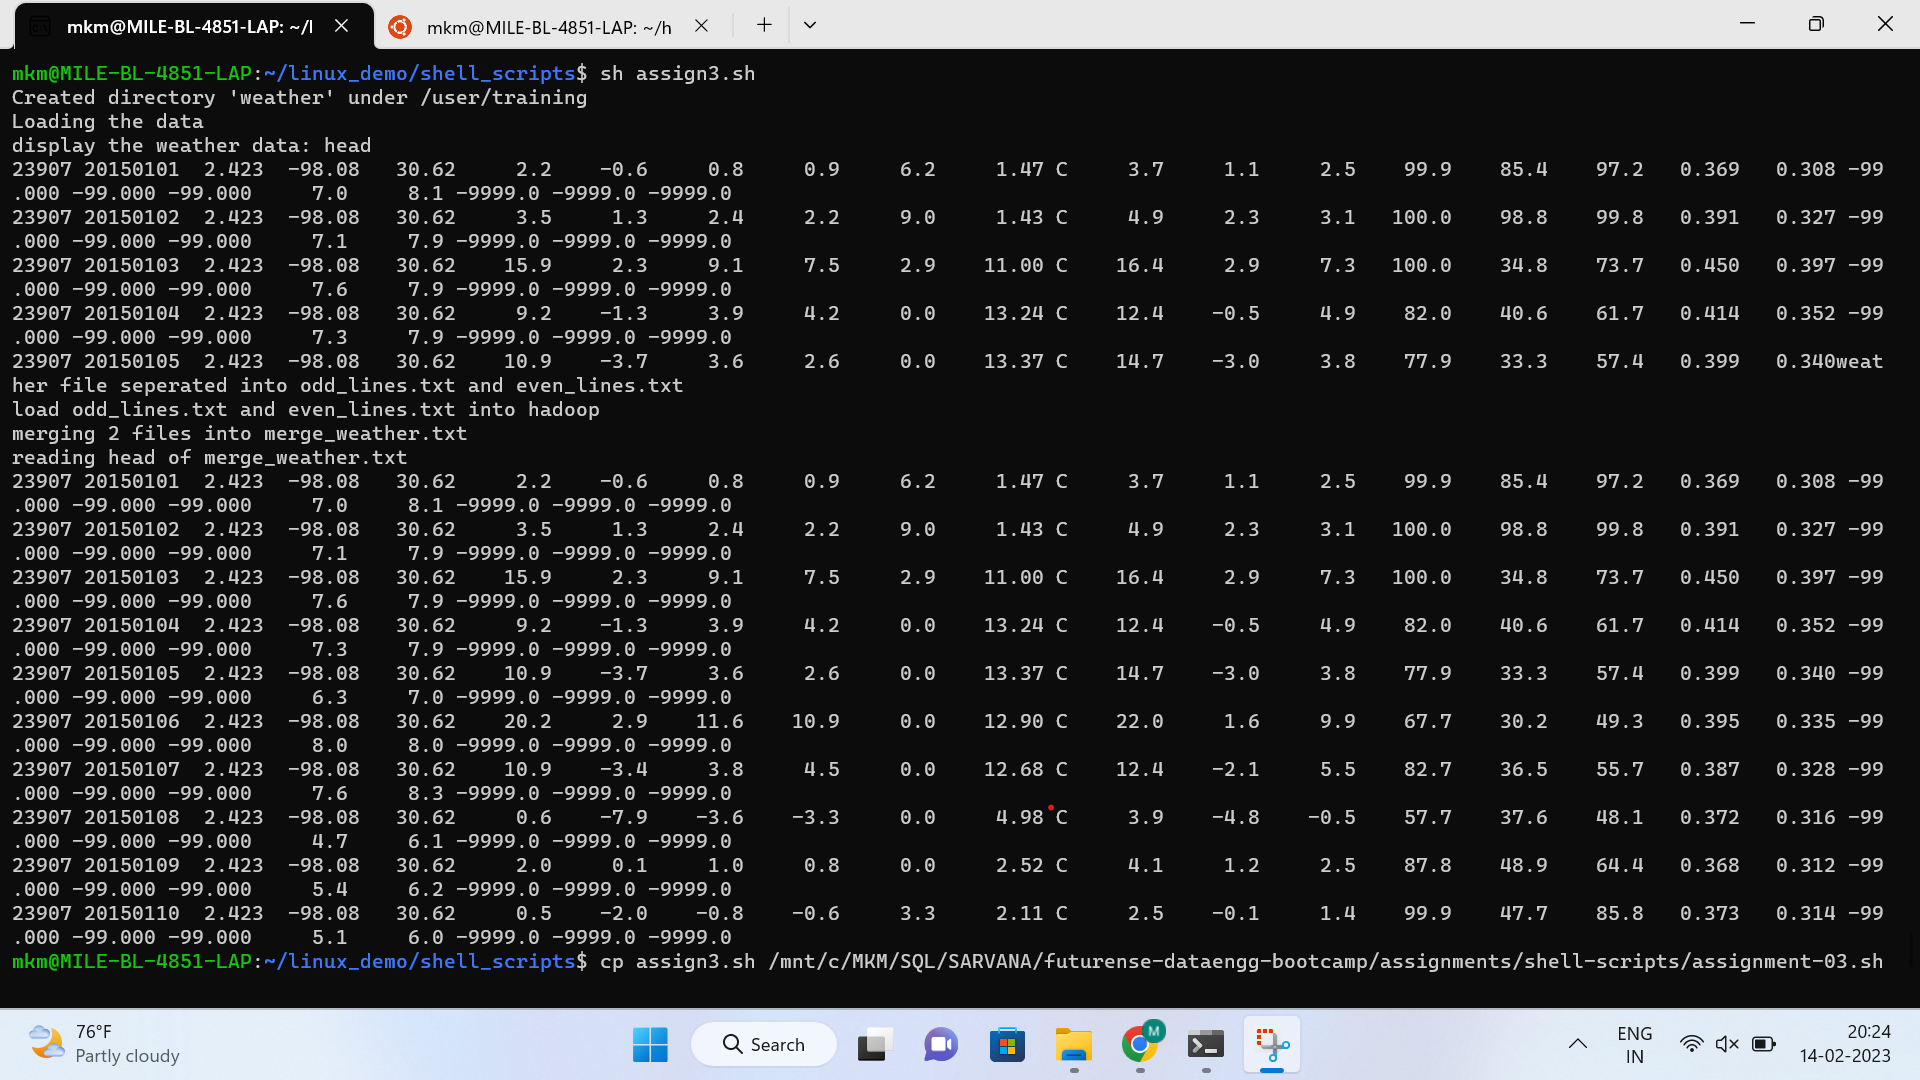 mkm@MILE-BL-4851-LAP: ~/l
mkm@MILE-BL-4851-LAP: ~/h
mkm@MILE-BL-4851-LAP:~/linux_demo/shell_scripts$ sh assign3.sh
Created directory 'weather' under /user/training
Loading the data
display the weather data: head
23907 20150101 2.423 -98.08 30.62 2.2 -0.6 0.8 0.9 6.2 1.47 C 3.7 1.1 2.5 99.9 85.4 97.2 0.369 0.308 -99
.000 -99.000 -99.000 7.0 8.1 -9999.0 -9999.0 -9999.0
23907 20150102 2.423 -98.08 30.62 3.5 1.3 2.4 2.2 9.0 1.43 C 4.9 2.3 3.1 100.0 98.8 99.8 0.391 0.327 -99
.000 -99.000 -99.000 7.1 7.9 -9999.0 -9999.0 -9999.0
23907 20150103 2.423 -98.08 30.62 15.9 2.3 9.1 7.5 2.9 11.00 C 16.4 2.9 7.3 100.0 34.8 73.7 0.450 0.397 -99
.000 -99.000 -99.000 7.6 7.9 -9999.0 -9999.0 -9999.0
23907 20150104 2.423 -98.08 30.62 9.2 -1.3 3.9 4.2 0.0 13.24 C 12.4 -0.5 4.9 82.0 40.6 61.7 0.414 0.352 -99
.000 -99.000 -99.000 7.3 7.9 -9999.0 -9999.0 -9999.0
23907 20150105 2.423 -98.08 30.62 10.9 -3.7 3.6 2.6 0.0 13.37 C 14.7 -3.0 3.8 77.9 33.3 57.4 0.399 0.340weat
her file seperated into odd_lines.txt and even_lines.txt
load odd_lines.txt and even_lines.txt into hadoop
merging 2 files into merge_weather.txt
reading head of merge_weather.txt
23907 20150101 2.423 -98.08 30.62 2.2 -0.6 0.8 0.9 6.2 1.47 C 3.7 1.1 2.5 99.9 85.4 97.2 0.369 0.308 -99
.000 -99.000 -99.000 7.0 8.1 -9999.0 -9999.0 -9999.0
23907 20150102 2.423 -98.08 30.62 3.5 1.3 2.4 2.2 9.0 1.43 C 4.9 2.3 3.1 100.0 98.8 99.8 0.391 0.327 -99
.000 -99.000 -99.000 7.1 7.9 -9999.0 -9999.0 -9999.0
23907 20150103 2.423 -98.08 30.62 15.9 2.3 9.1 7.5 2.9 11.00 C 16.4 2.9 7.3 100.0 34.8 73.7 0.450 0.397 -99
.000 -99.000 -99.000 7.6 7.9 -9999.0 -9999.0 -9999.0
23907 20150104 2.423 -98.08 30.62 9.2 -1.3 3.9 4.2 0.0 13.24 C 12.4 -0.5 4.9 82.0 40.6 61.7 0.414 0.352 -99
.000 -99.000 -99.000 7.3 7.9 -9999.0 -9999.0 -9999.0
23907 20150105 2.423 -98.08 30.62 10.9 -3.7 3.6 2.6 0.0 13.37 C 14.7 -3.0 3.8 77.9 33.3 57.4 0.399 0.340 -99
.000 -99.000 -99.000 6.3 7.0 -9999.0 -9999.0 -9999.0
23907 20150106 2.423 -98.08 30.62 20.2 2.9 11.6 10.9 0.0 12.90 C 22.0 1.6 9.9 67.7 30.2 49.3 0.395 0.335 -99
.000 -99.000 -99.000 8.0 8.0 -9999.0 -9999.0 -9999.0
23907 20150107 2.423 -98.08 30.62 10.9 -3.4 3.8 4.5 0.0 12.68 C 12.4 -2.1 5.5 82.7 36.5 55.7 0.387 0.328 -99
.000 -99.000 -99.000 7.6 8.3 -9999.0 -9999.0 -9999.0
23907 20150108 2.423 -98.08 30.62 0.6 -7.9 -3.6 -3.3 0.0 4.98 C 3.9 -4.8 -0.5 57.7 37.6 48.1 0.372 0.316 -99
.000 -99.000 -99.000 4.7 6.1 -9999.0 -9999.0 -9999.0
23907 20150109 2.423 -98.08 30.62 2.0 0.1 1.0 0.8 0.0 2.52 C 4.1 1.2 2.5 87.8 48.9 64.4 0.368 0.312 -99
.000 -99.000 -99.000 5.4 6.2 -9999.0 -9999.0 -9999.0
23907 20150110 2.423 -98.08 30.62 0.5 -2.0 -0.8 -0.6 3.3 2.11 C 2.5 -0.1 1.4 99.9 47.7 85.8 0.373 0.314 -99
.000 -99.000 -99.000 5.1 6.0 -9999.0 -9999.0 -9999.0
mkm@MILE-BL-4851-LAP:~/linux_demo/shell_scripts$ cp assign3.sh /mnt/c/MKM/SQL/SARVANA/futurense-dataengg-bootcamp/assignments/shell-scripts/assignment-03.sh
76°F
Partly cloudy
Search
M
ENG
IN
20:24
14-02-2023